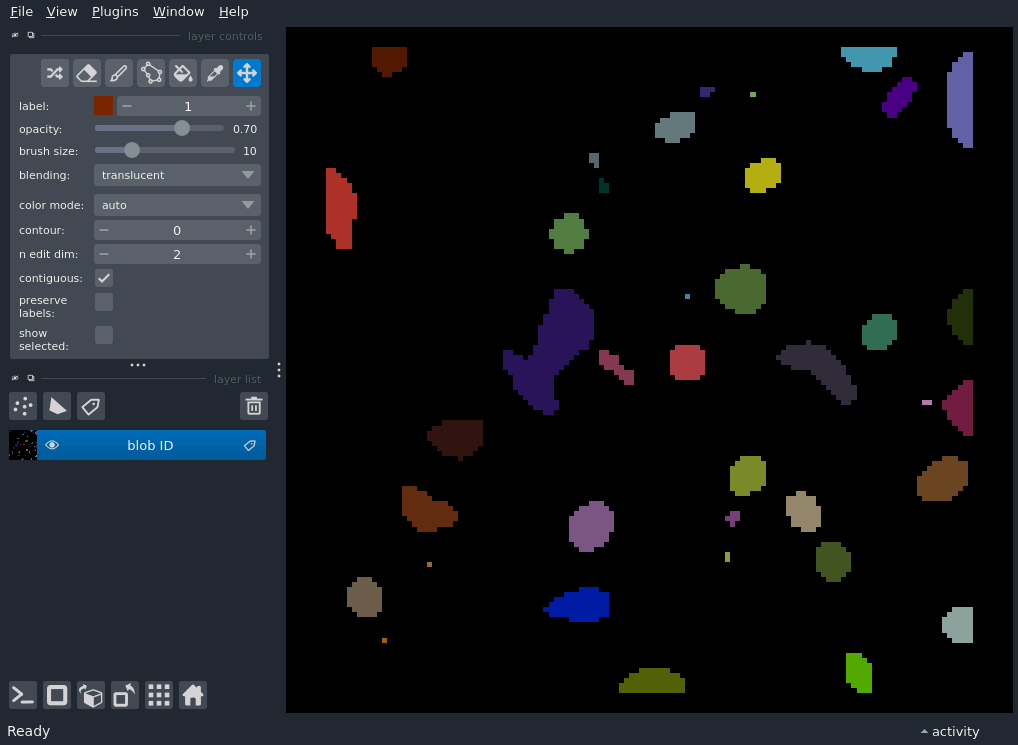 File View Plugins Window Help
layer controls
label: 1
opacity: 0.70
brush size: 10
blending: translucent
color mode: auto
contour: 0
n edit dim: 2
contiguous:
preserve
labels:
show
selected:
layer list
blob ID
Ready
activity